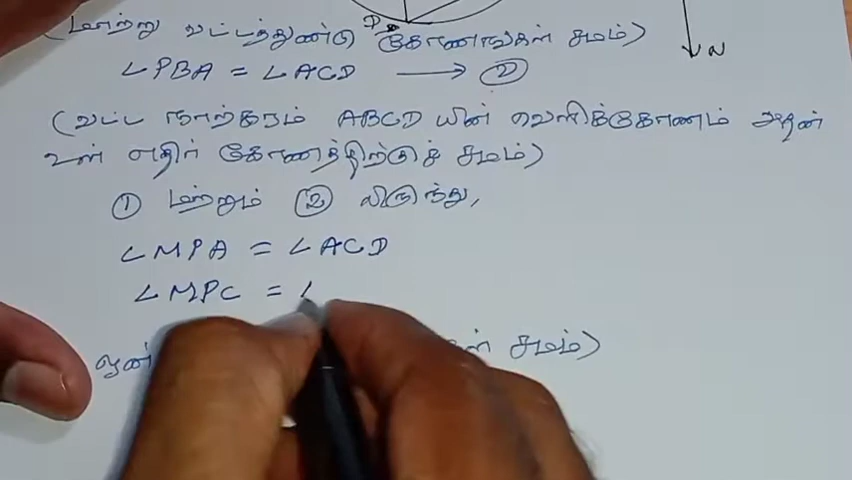 D
(மாற்று வட்டத்துண்டு கோணங்கள் சமம்)
N
∠PBA = ∠ACD ⟶ ②
(வட்ட நாற்கரம் ABCD யின் வெளிக்கோணம் அதன்
உள் எதிர் கோணத்திற்குச் சமம்)
① மற்றும் ② லிருந்து,
∠MPA = ∠ACD
∠MPC = ∠
சமம்)